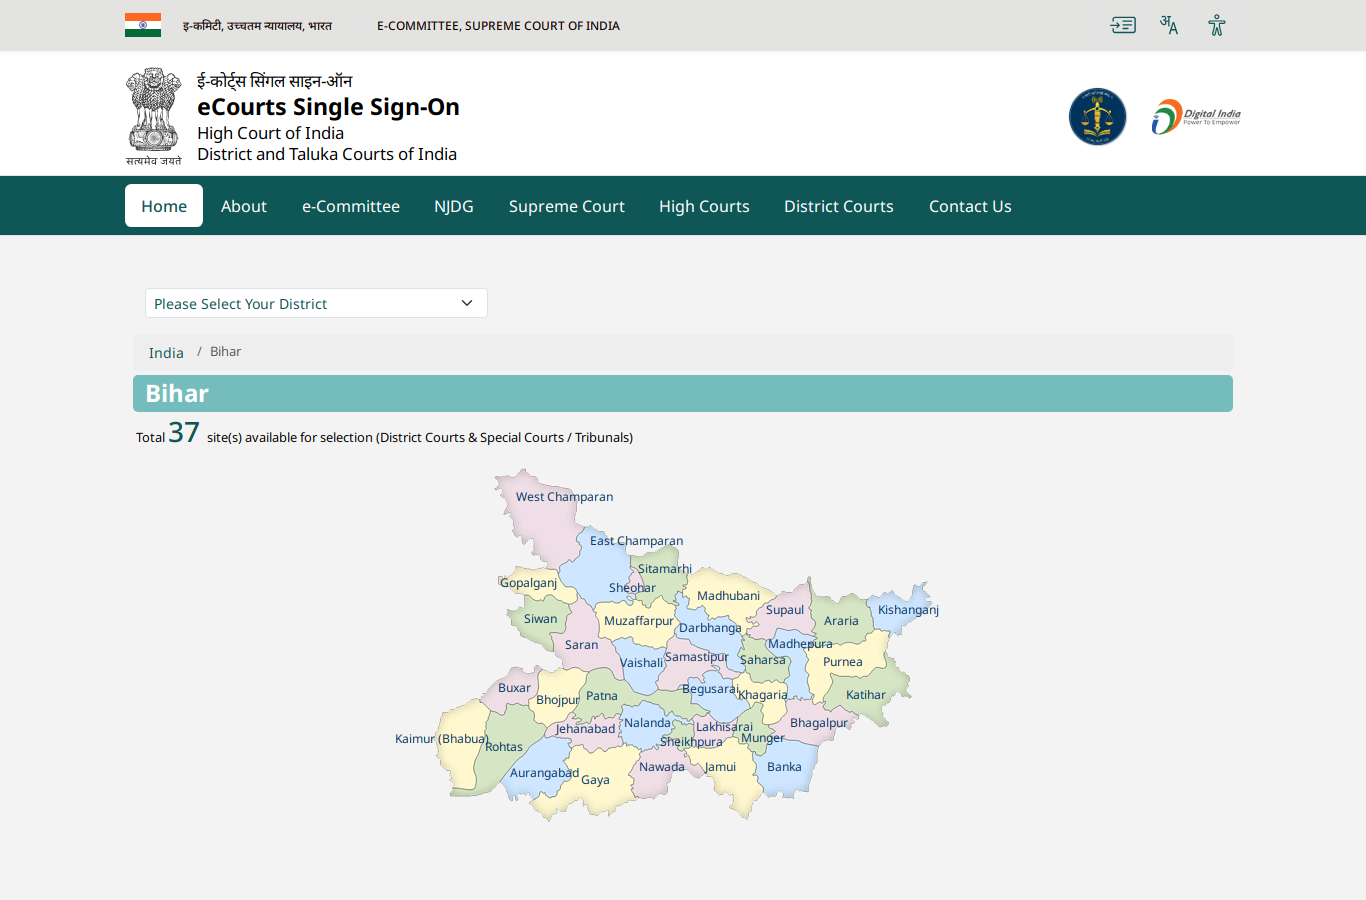 इ-कमिटी, उच्चतम न्यायालय, भारत
E-COMMITTEE, SUPREME COURT OF INDIA
अ A
ई-कोर्ट्स सिंगल साइन-ऑन
eCourts Single Sign-On
High Court of India
District and Taluka Courts of India
सत्यमेव जयते
Digital India
Power To Empower
Home
About
e-Committee
NJDG
Supreme Court
High Courts
District Courts
Contact Us
Please Select Your District
India / Bihar
Bihar
Total 37 site(s) available for selection (District Courts & Special Courts / Tribunals)
West Champaran
East Champaran
Sitamarhi
Gopalganj
Sheohar
Madhubani
Supaul
Kishanganj
Siwan
Muzaffarpur
Darbhanga
Araria
Saran
Madhepura
Vaishali
Samastipur
Saharsa
Purnea
Buxar
Bhojpur
Patna
Begusarai
Khagaria
Katihar
Jehanabad
Nalanda
Lakhisarai
Bhagalpur
Kaimur (Bhabua)
Rohtas
Sheikhpura
Munger
Aurangabad
Gaya
Nawada
Jamui
Banka